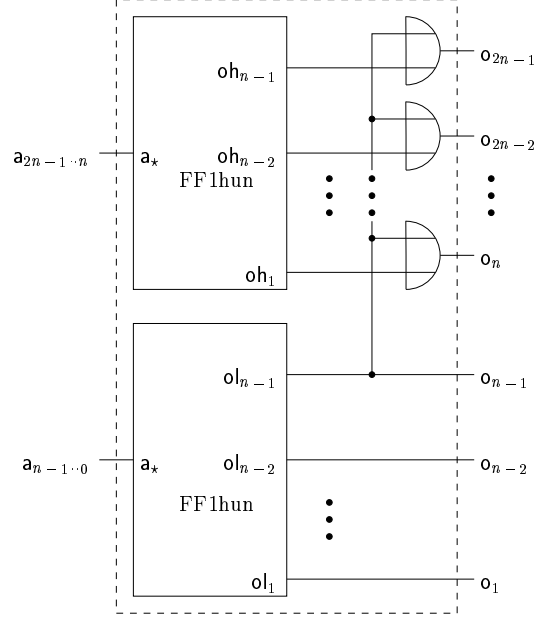 oh_{n−1}
o_{2n−1}
a_{2n−1··n}
a_⋆
oh_{n−2}
o_{2n−2}
FF1hun
oh_1
o_n
ol_{n−1}
o_{n−1}
a_{n−1··0}
a_⋆
ol_{n−2}
o_{n−2}
FF1hun
ol_1
o_1